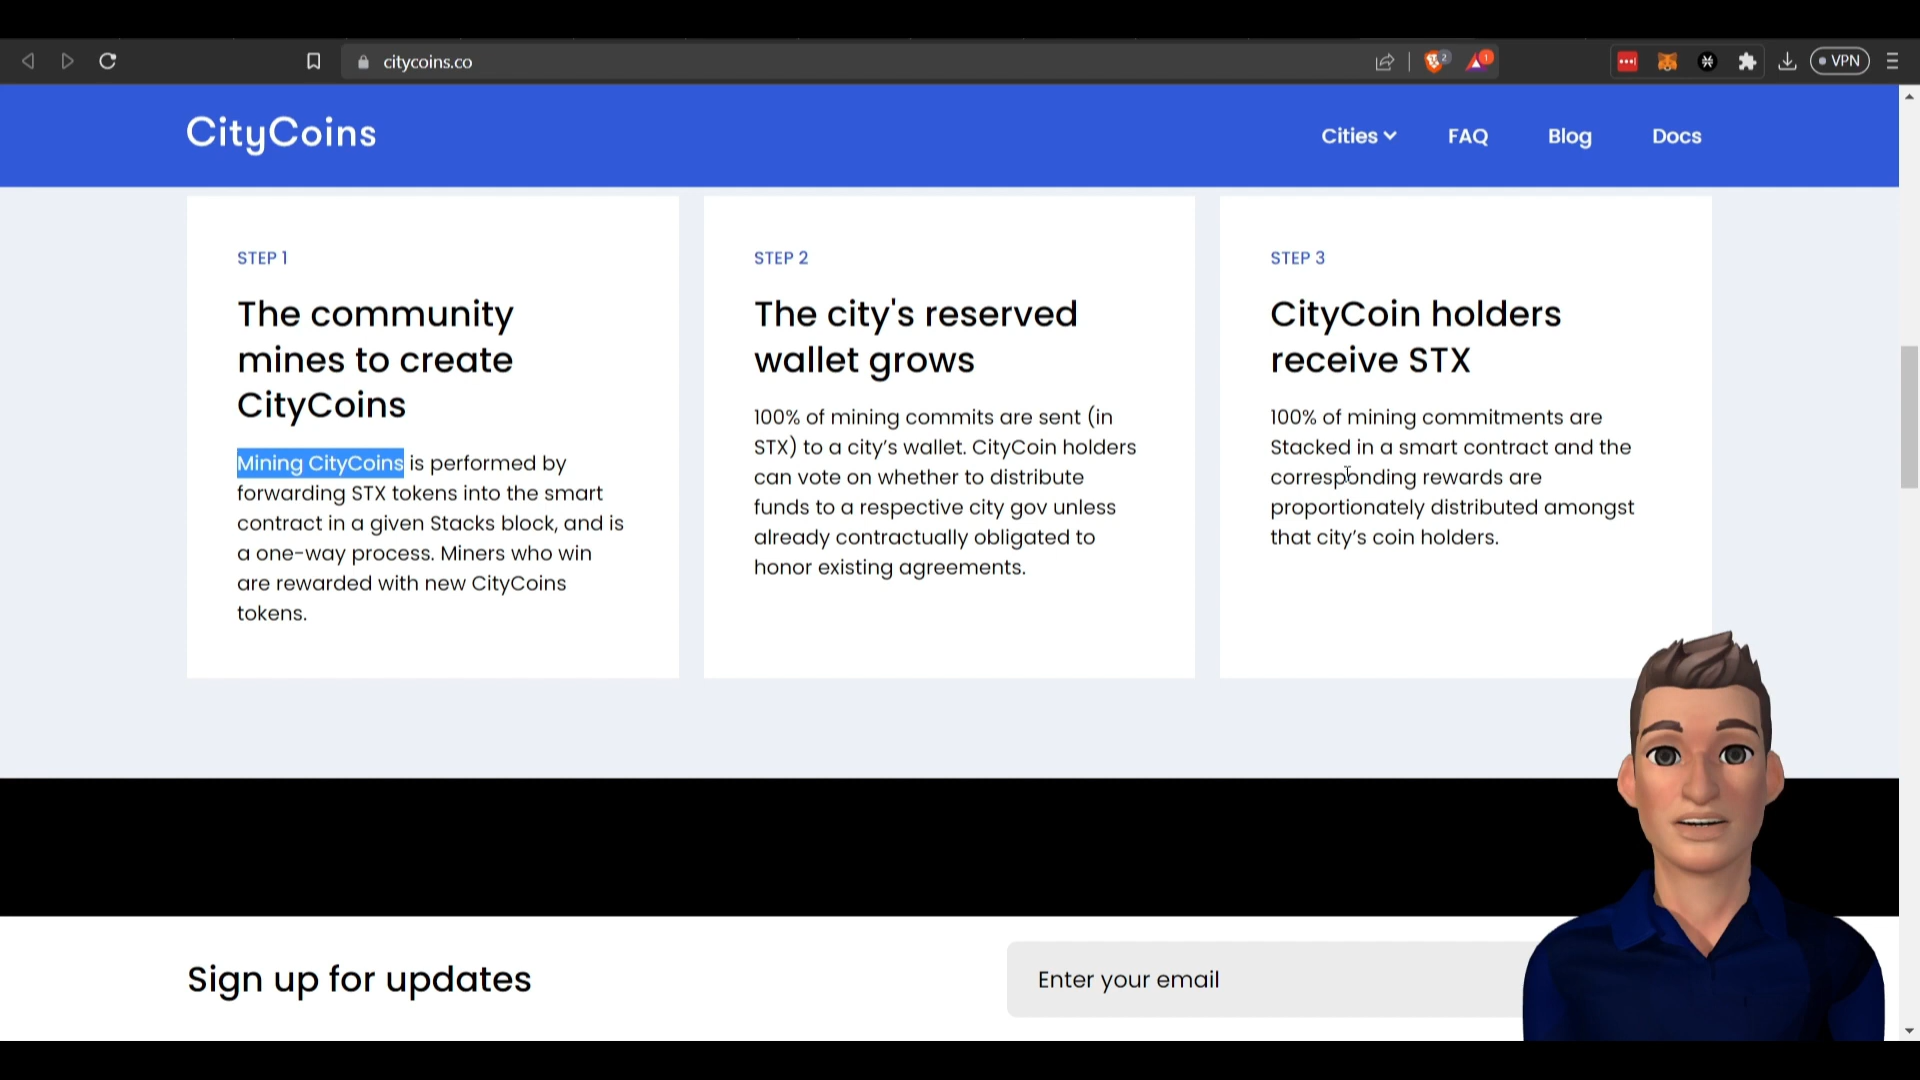 citycoins.co
2
1
VPN
CityCoins
Cities
FAQ
Blog
Docs
STEP 1
The community
mines to create
CityCoins
Mining CityCoins is performed by
forwarding STX tokens into the smart
contract in a given Stacks block, and is
a one-way process. Miners who win
are rewarded with new CityCoins
tokens.
STEP 2
The city's reserved
wallet grows
100% of mining commits are sent (in
STX) to a city’s wallet. CityCoin holders
can vote on whether to distribute
funds to a respective city gov unless
already contractually obligated to
honor existing agreements.
STEP 3
CityCoin holders
receive STX
100% of mining commitments are
Stacked in a smart contract and the
corresponding rewards are
proportionately distributed amongst
that city’s coin holders.
Sign up for updates
Enter your email